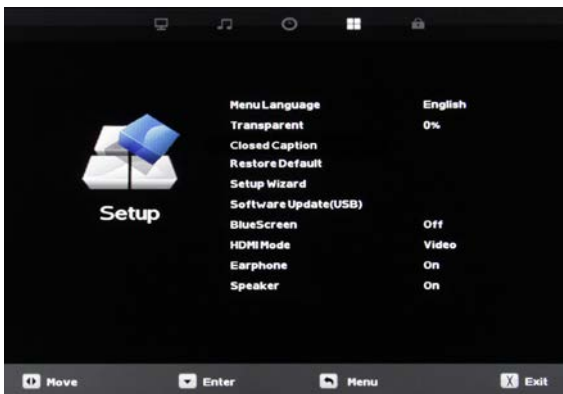 Menu Language English
Transparent 0%
Closed Caption
Restore Default
Setup Wizard
Software Update(USB)
Setup
BlueScreen Off
HDMI Mode Video
Earphone On
Speaker On
Move Enter Menu X Exit